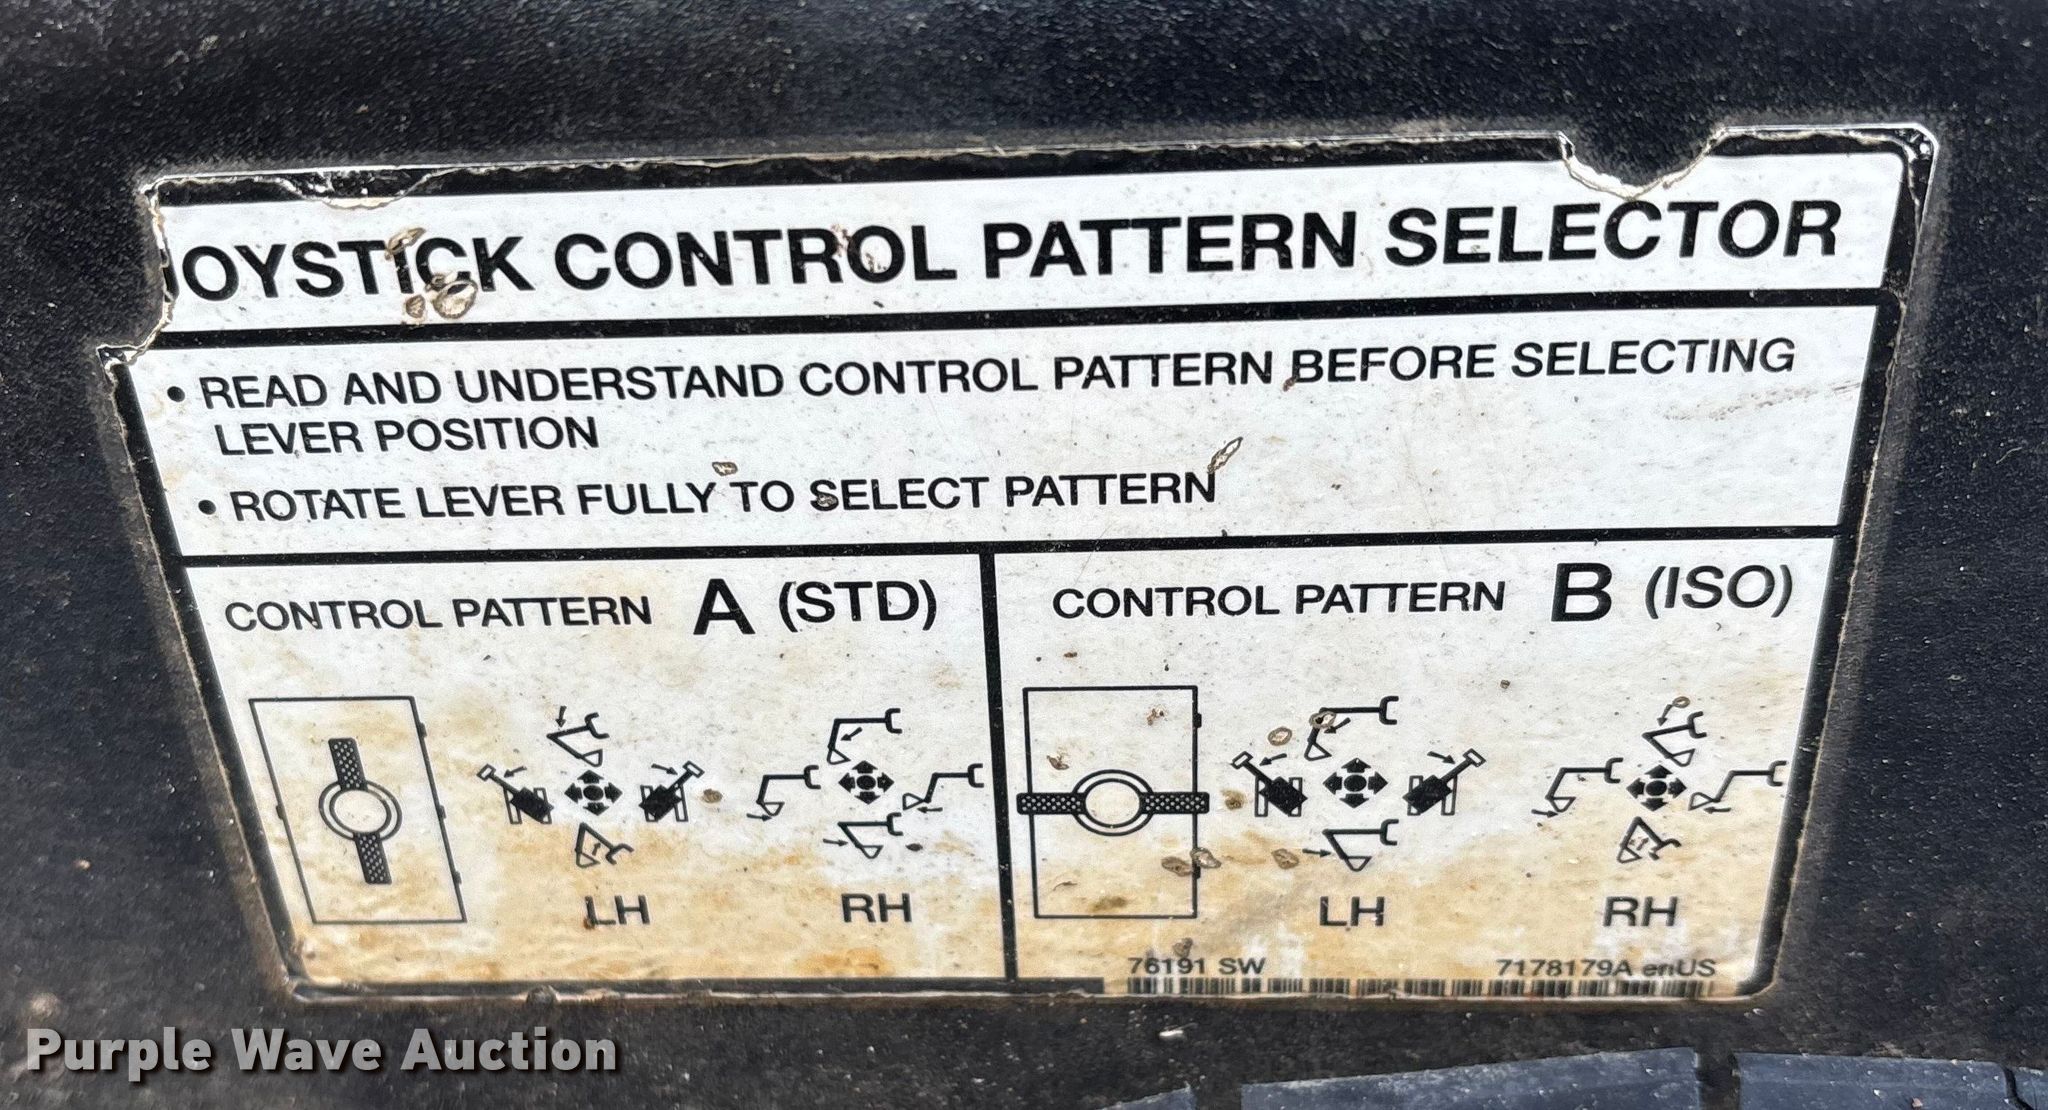 JOYSTICK CONTROL PATTERN SELECTOR
• READ AND UNDERSTAND CONTROL PATTERN BEFORE SELECTING
LEVER POSITION
• ROTATE LEVER FULLY TO SELECT PATTERN
CONTROL PATTERN A (STD)
LH
RH
CONTROL PATTERN B (ISO)
LH
RH
76191 SW
7178179A enUS
Purple Wave Auction